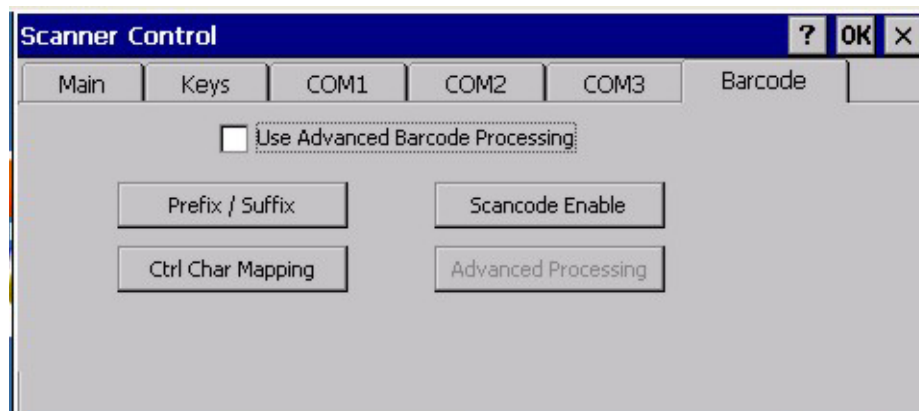 Scanner Control ? OK ×
Main Keys COM1 COM2 COM3 Barcode
Use Advanced Barcode Processing
Prefix / Suffix Scancode Enable
Ctrl Char Mapping Advanced Processing